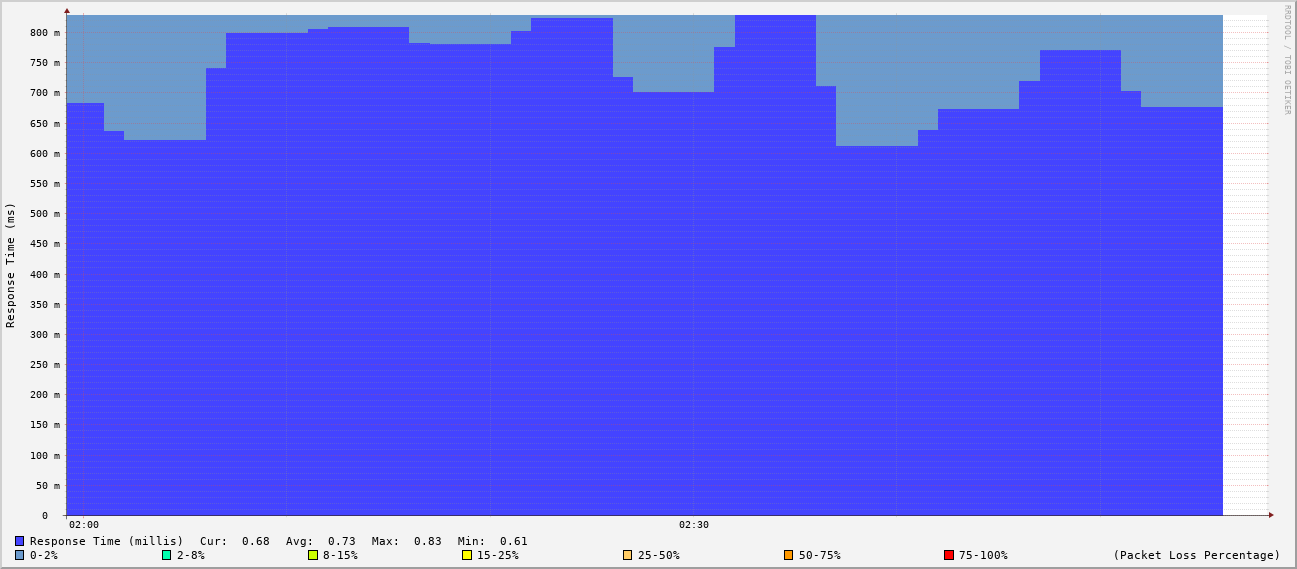 RRDTOOL / TOBI OETIKER
Response Time (ms)
800 m
750 m
700 m
650 m
600 m
550 m
500 m
450 m
400 m
350 m
300 m
250 m
200 m
150 m
100 m
50 m
0
02:00 02:30
Response Time (millis) Cur: 0.68 Avg: 0.73 Max: 0.83 Min: 0.61
0-2% 2-8% 8-15% 15-25% 25-50% 50-75% 75-100% (Packet Loss Percentage)